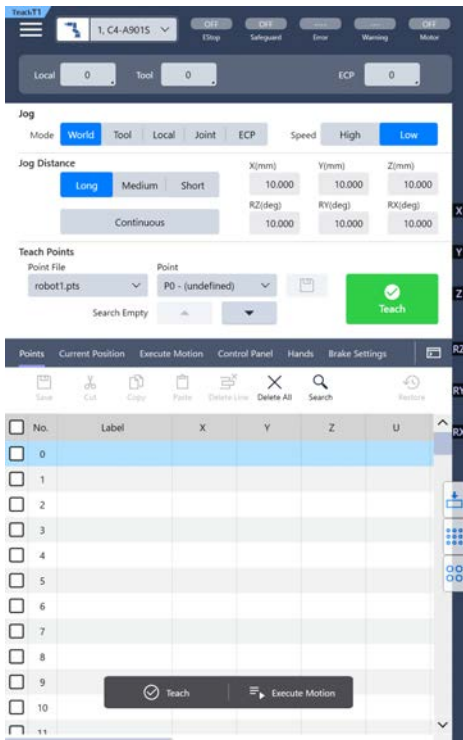 TeachT1
1, C4-A901S
OFF OFF ---- ---- OFF
EStop Safeguard Error Warning Motor
Local 0 Tool 0 ECP 0
Jog
Mode World Tool Local Joint ECP Speed High Low
Jog Distance X(mm) Y(mm) Z(mm)
Long Medium Short 10.000 10.000 10.000
RZ(deg) RY(deg) RX(deg)
Continuous 10.000 10.000 10.000
X
Y
Z
RZ
RY
RX
Teach Points
Point File Point
robot1.pts P0 - (undefined)
Search Empty Teach
Points Current Position Execute Motion Control Panel Hands Brake Settings
Save Cut Copy Paste Delete Line Delete All Search Restore
No. Label X Y Z U
0
1
2
3
4
5
6
7
8
9
Teach Execute Motion
10
11